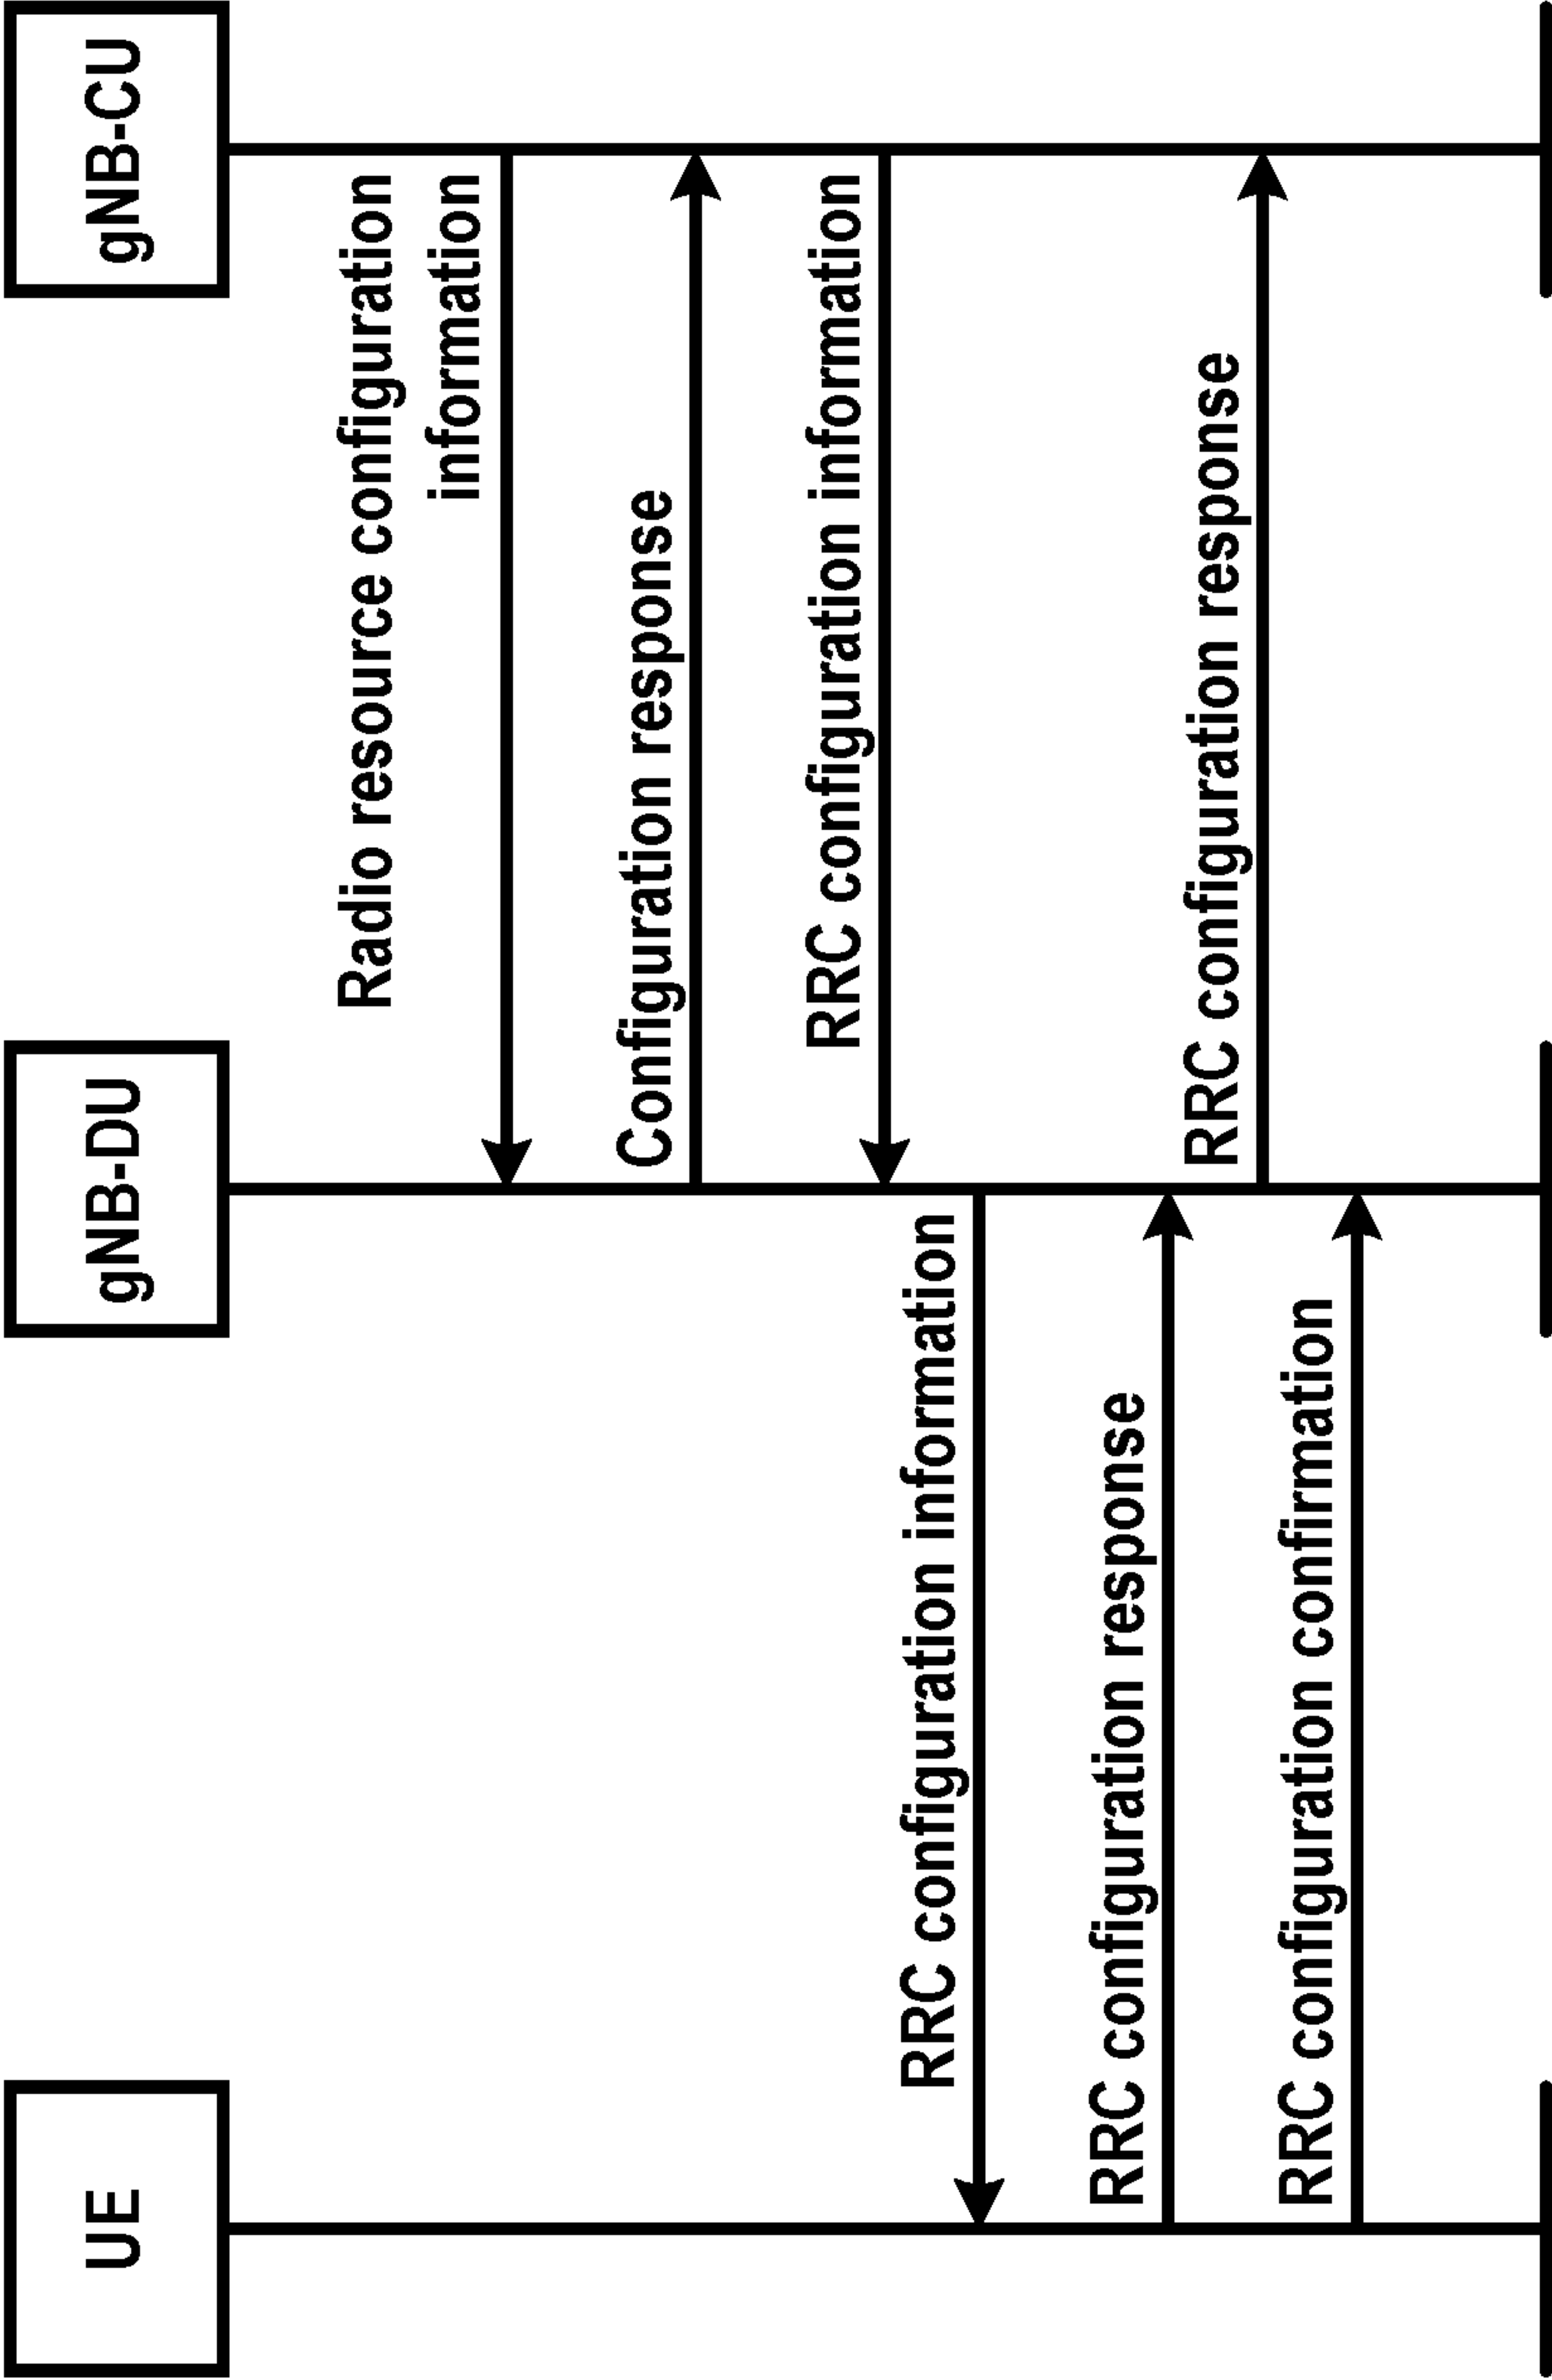 UE
gNB-DU
gNB-CU
Radio resource configuration
information
Configuration response
RRC configuration information
RRC configuration information
RRC configuration response
RRC configuration response
RRC configuration confirmation